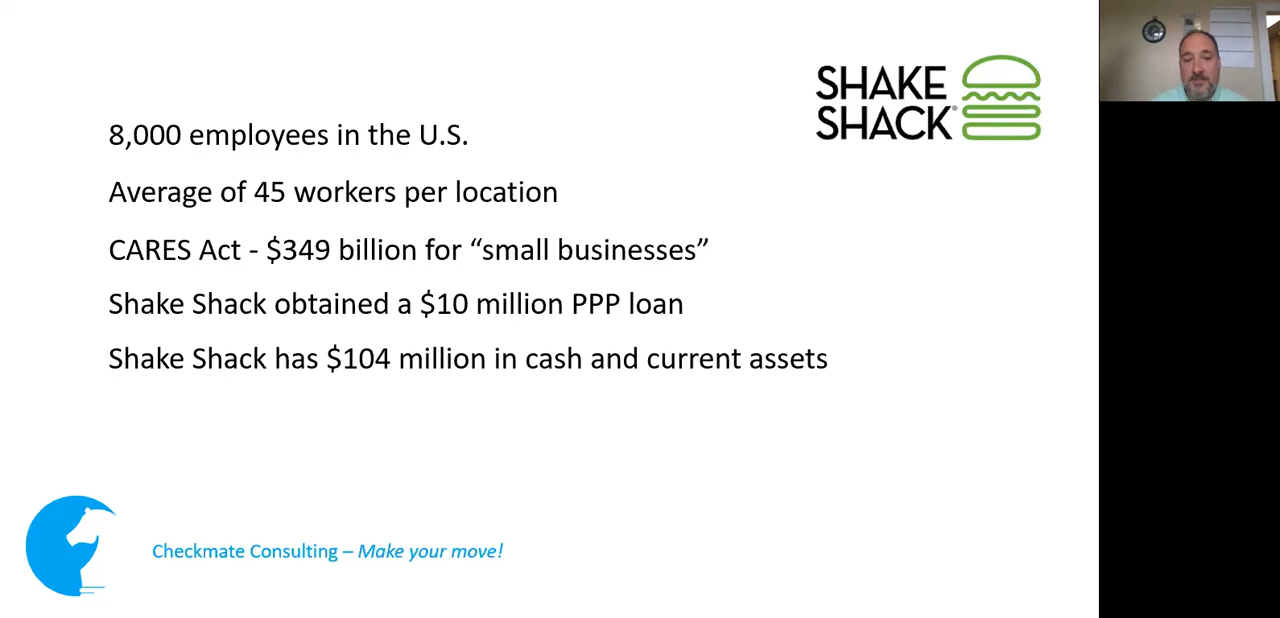 SHAKE
SHACK®
8,000 employees in the U.S.
Average of 45 workers per location
CARES Act - $349 billion for “small businesses”
Shake Shack obtained a $10 million PPP loan
Shake Shack has $104 million in cash and current assets
Checkmate Consulting – Make your move!